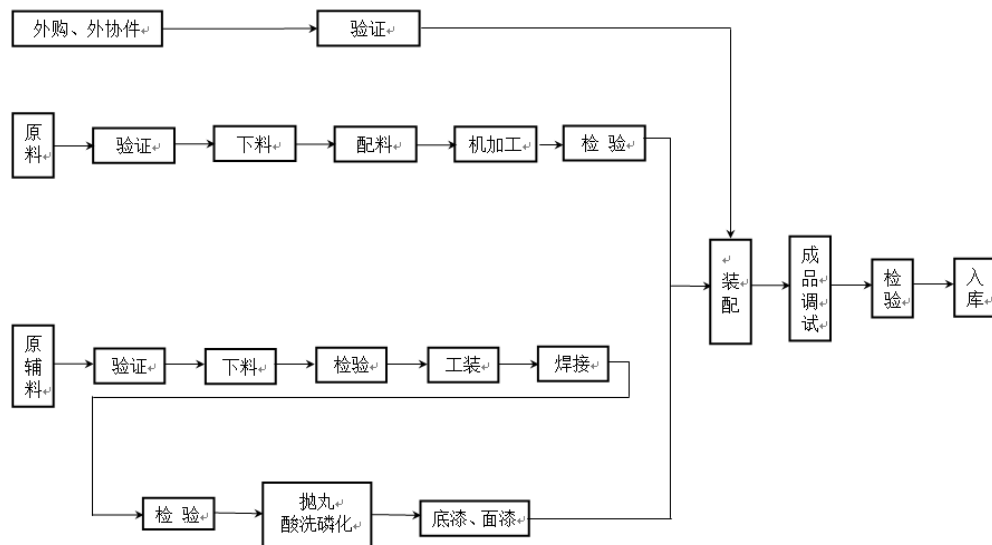 外购、外协件
验证
原
料
验证
下料
配料
机加工
检 验
装
配
成
品
调
试
检
验
入
库
原
辅
料
验证
下料
检验
工装
焊接
检 验
抛丸
酸洗磷化
底漆、面漆